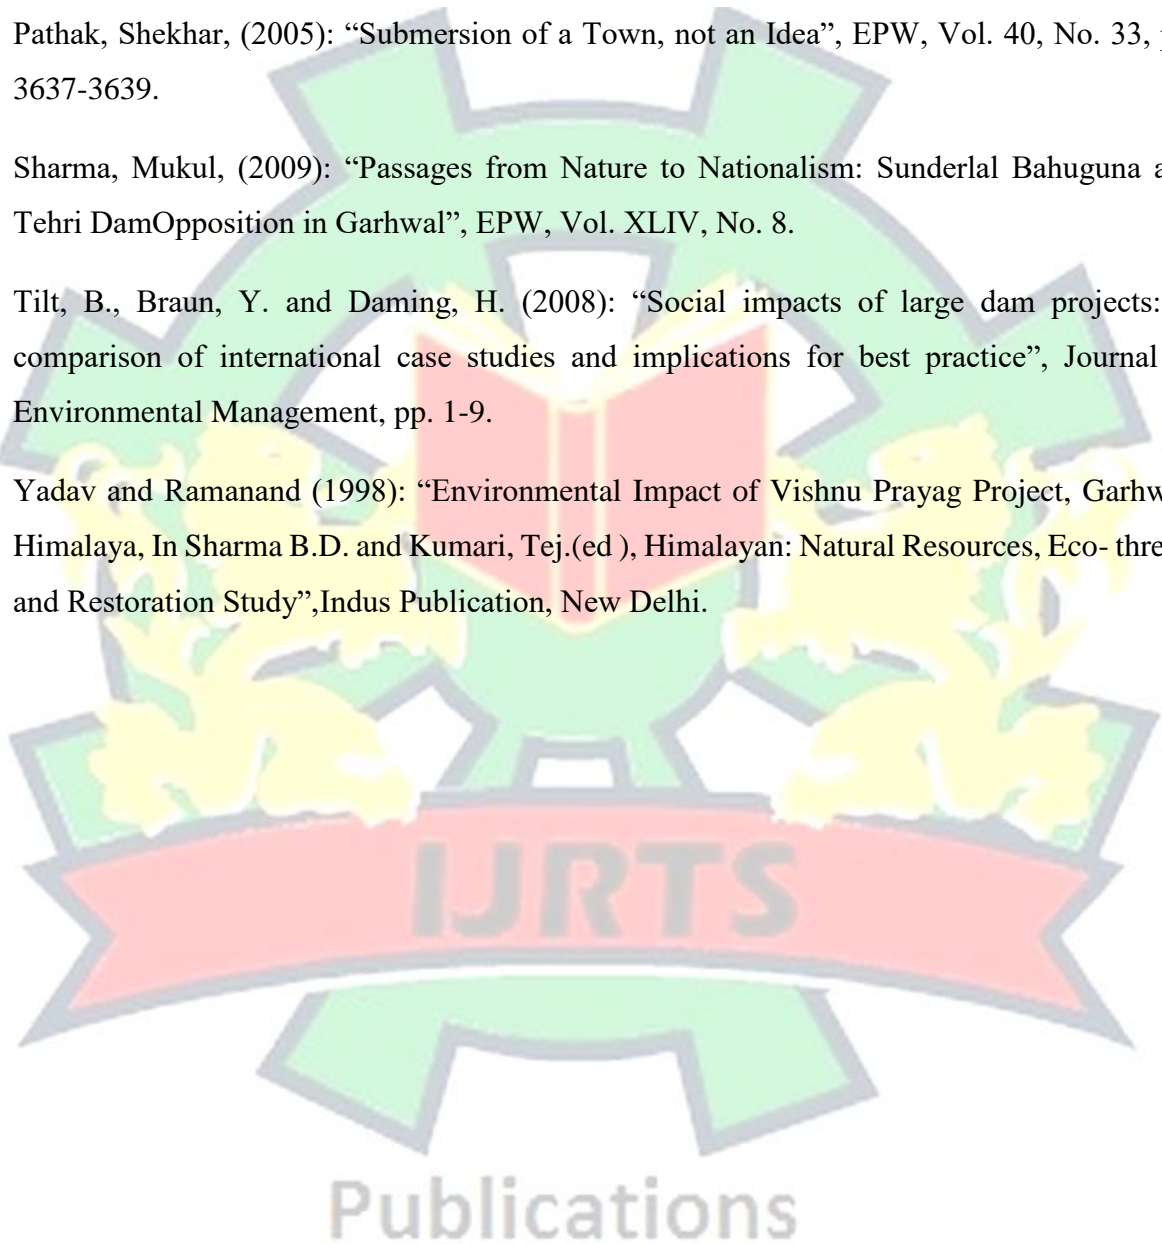 Pathak, Shekhar, (2005): “Submersion of a Town, not an Idea”, EPW, Vol. 40, No. 33,
3637-3639.
Sharma, Mukul, (2009): “Passages from Nature to Nationalism: Sunderlal Bahuguna a
Tehri DamOpposition in Garhwal”, EPW, Vol. XLIV, No. 8.
Tilt, B., Braun, Y. and Daming, H. (2008): “Social impacts of large dam projects:
comparison of international case studies and implications for best practice”, Journal
Environmental Management, pp. 1-9.
Yadav and Ramanand (1998): “Environmental Impact of Vishnu Prayag Project, Garhw
Himalaya, In Sharma B.D. and Kumari, Tej.(ed ), Himalayan: Natural Resources, Eco- thre
and Restoration Study”,Indus Publication, New Delhi.
IJRTS
Publications